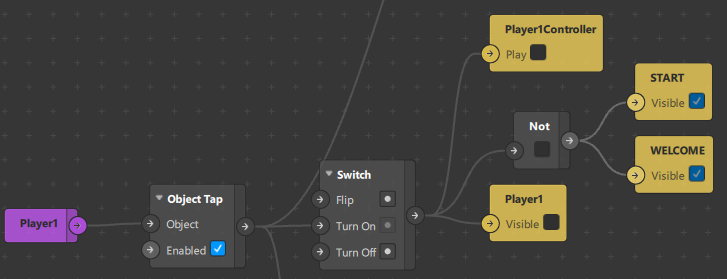 Player1Controller
Play
START
Visible
Not
WELCOME
Visible
Switch
Flip
Turn On
Turn Off
Object Tap
Object
Enabled
Player1
Player1
Visible